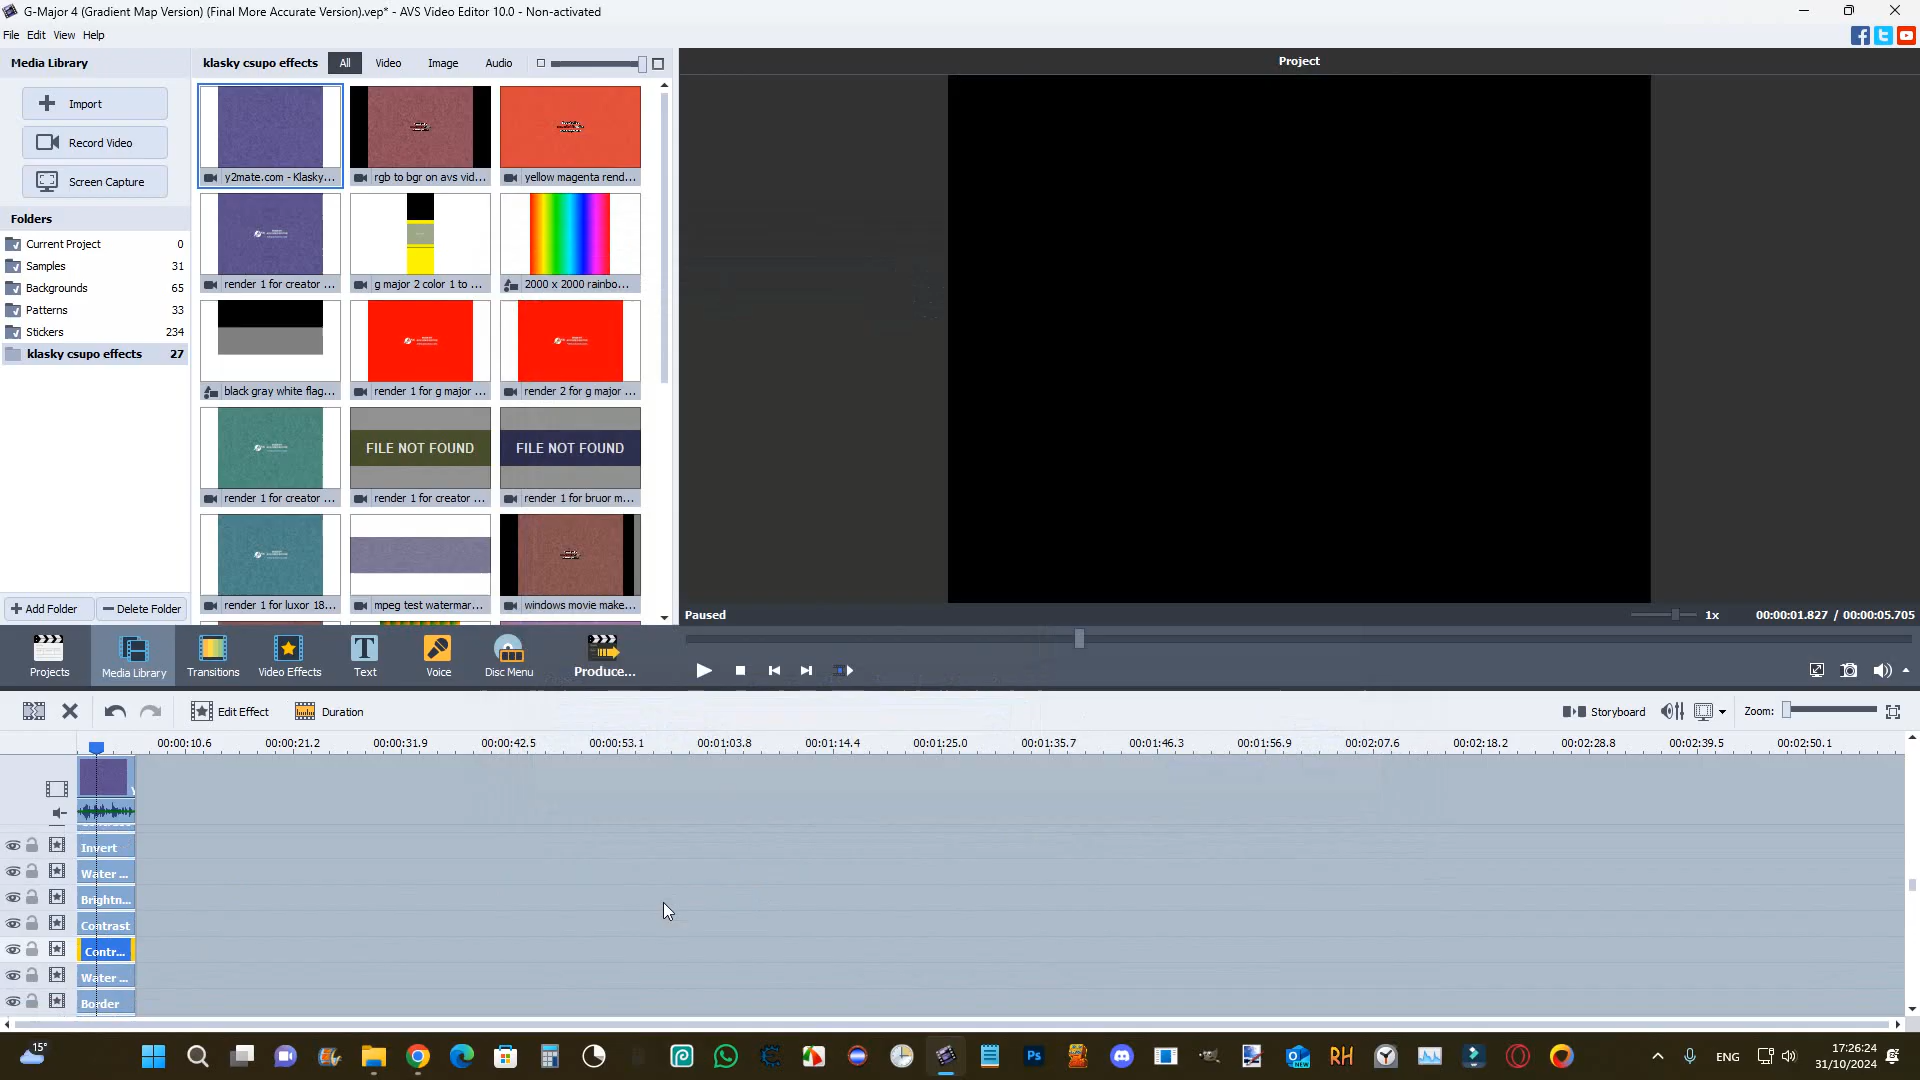 G-Major 4 (Gradient Map Version) (Final More Accurate Version).vep* - AVS Video Editor 10.0 - Non-activated
File Edit View Help
Media Library
klasky csupo effects All Video Image Audio
Project
Import
Record Video
Screen Capture
Folders
Current Project 0
Samples 31
Backgrounds 65
Patterns 33
Stickers 234
klasky csupo effects 27
y2mate.com - Klasky... rgb to bgr on avs vid... yellow magenta rend...
render 1 for creator ... g major 2 color 1 to ... 2000 x 2000 rainbo...
black gray white flag... render 1 for g major ... render 2 for g major ...
FILE NOT FOUND FILE NOT FOUND
render 1 for creator ... render 1 for creator ... render 1 for bruor m...
render 1 for luxor 18... mpeg test watermar... windows movie make...
Add Folder Delete Folder
Paused 1x 00:00:01.827 / 00:00:05.705
Projects Media Library Transitions Video Effects Text Voice Disc Menu Produce...
Edit Effect Duration Storyboard Zoom:
00:00:10.6 00:00:21.2 00:00:31.9 00:00:42.5 00:00:53.1 00:01:03.8 00:01:14.4 00:01:25.0 00:01:35.7 00:01:46.3 00:01:56.9 00:02:07.6 00:02:18.2 00:02:28.8 00:02:39.5 00:02:50.1
Invert
Water ...
Brightn...
Contrast
Contr...
Water ...
Border
15° RH ENG 17:26:24
31/10/2024